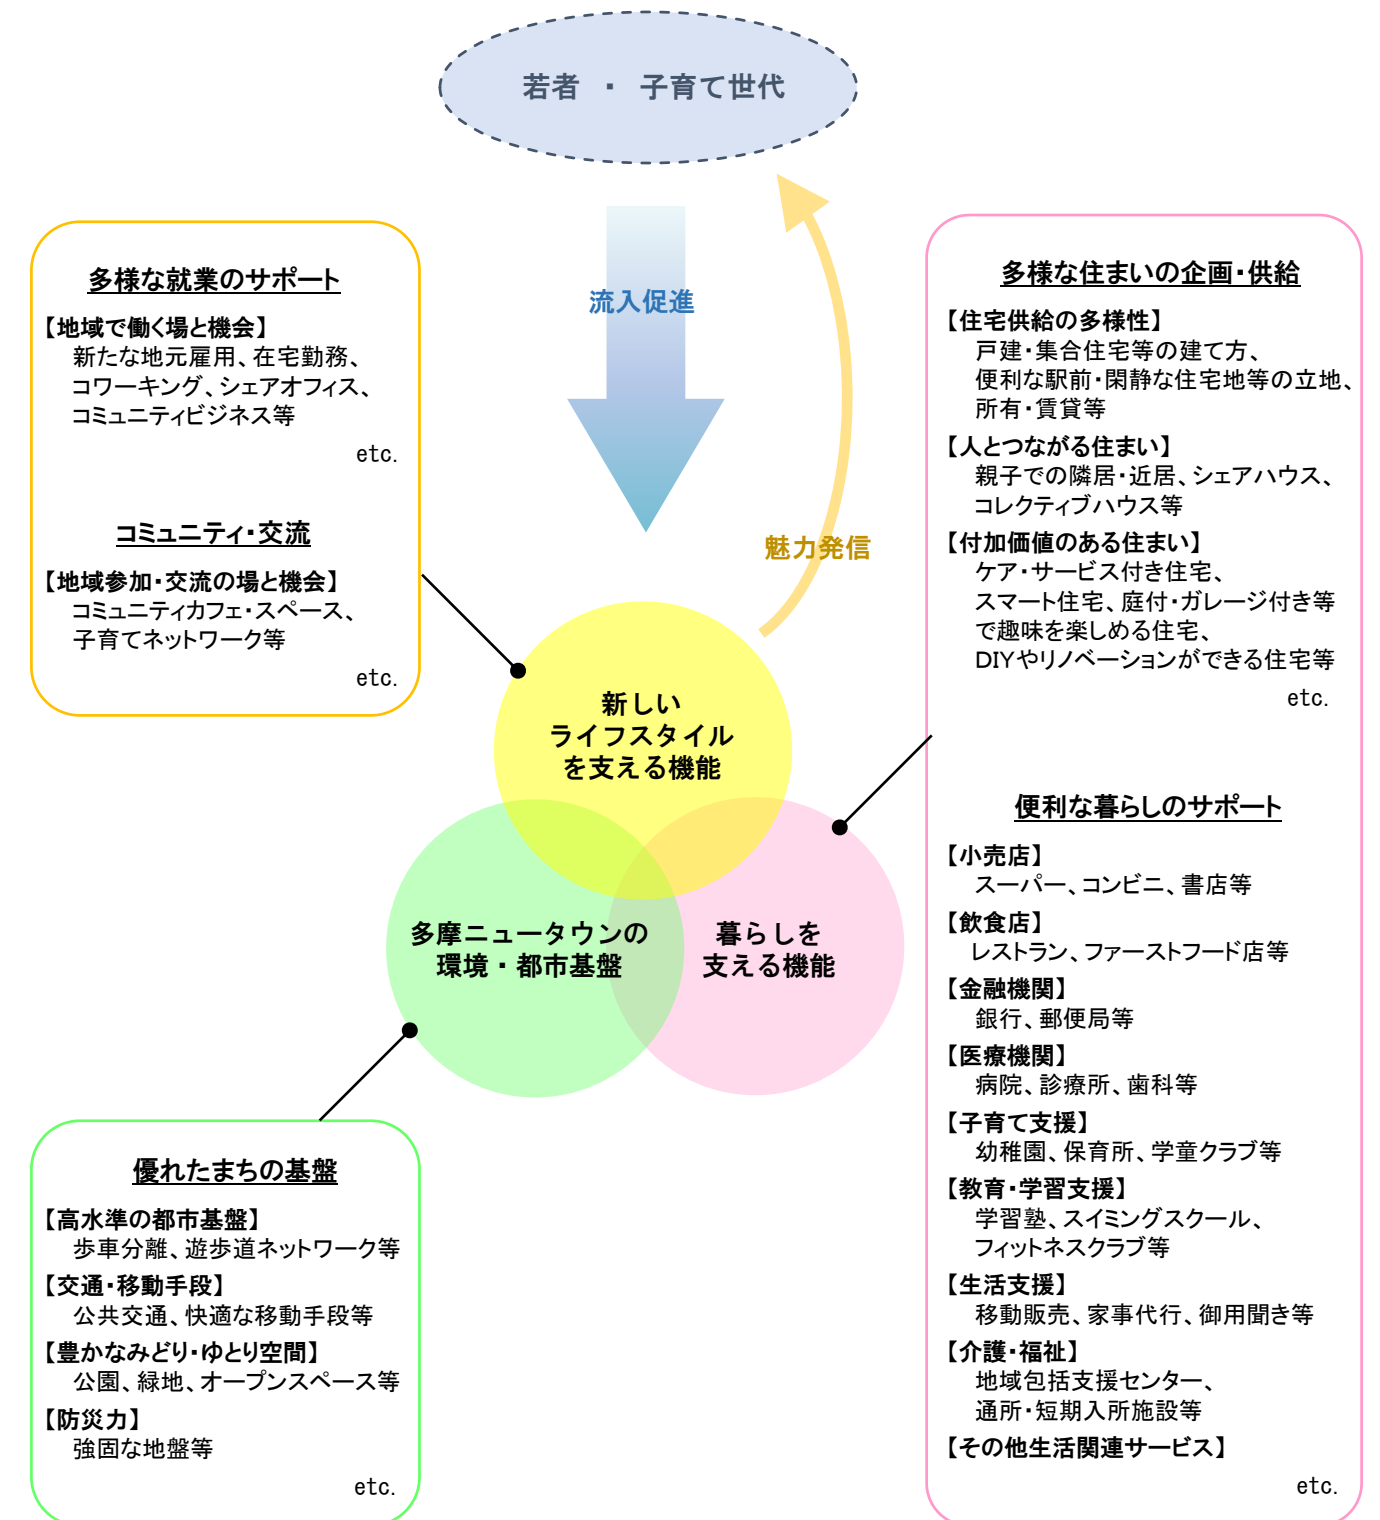 若者 ・ 子育て世代
流入促進
魅力発信
多様な就業のサポート
【地域で働く場と機会】
新たな地元雇用、在宅勤務、
コワーキング、シェアオフィス、
コミュニティビジネス等
etc.
コミュニティ・交流
【地域参加・交流の場と機会】
コミュニティカフェ・スペース、
子育てネットワーク等
etc.
新しい
ライフスタイル
を支える機能
多摩ニュータウンの
環境・都市基盤
暮らしを
支える機能
優れたまちの基盤
【高水準の都市基盤】
歩車分離、遊歩道ネットワーク等
【交通・移動手段】
公共交通、快適な移動手段等
【豊かなみどり・ゆとり空間】
公園、緑地、オープンスペース等
【防災力】
強固な地盤等
etc.
多様な住まいの企画・供給
【住宅供給の多様性】
戸建・集合住宅等の建て方、
便利な駅前・閑静な住宅地等の立地、
所有・賃貸等
【人とつながる住まい】
親子での隣居・近居、シェアハウス、
コレクティブハウス等
【付加価値のある住まい】
ケア・サービス付き住宅、
スマート住宅、庭付・ガレージ付き等
で趣味を楽しめる住宅、
DIYやリノベーションができる住宅等
etc.
便利な暮らしのサポート
【小売店】
スーパー、コンビニ、書店等
【飲食店】
レストラン、ファーストフード店等
【金融機関】
銀行、郵便局等
【医療機関】
病院、診療所、歯科等
【子育て支援】
幼稚園、保育所、学童クラブ等
【教育・学習支援】
学習塾、スイミングスクール、
フィットネスクラブ等
【生活支援】
移動販売、家事代行、御用聞き等
【介護・福祉】
地域包括支援センター、
通所・短期入所施設等
【その他生活関連サービス】
etc.